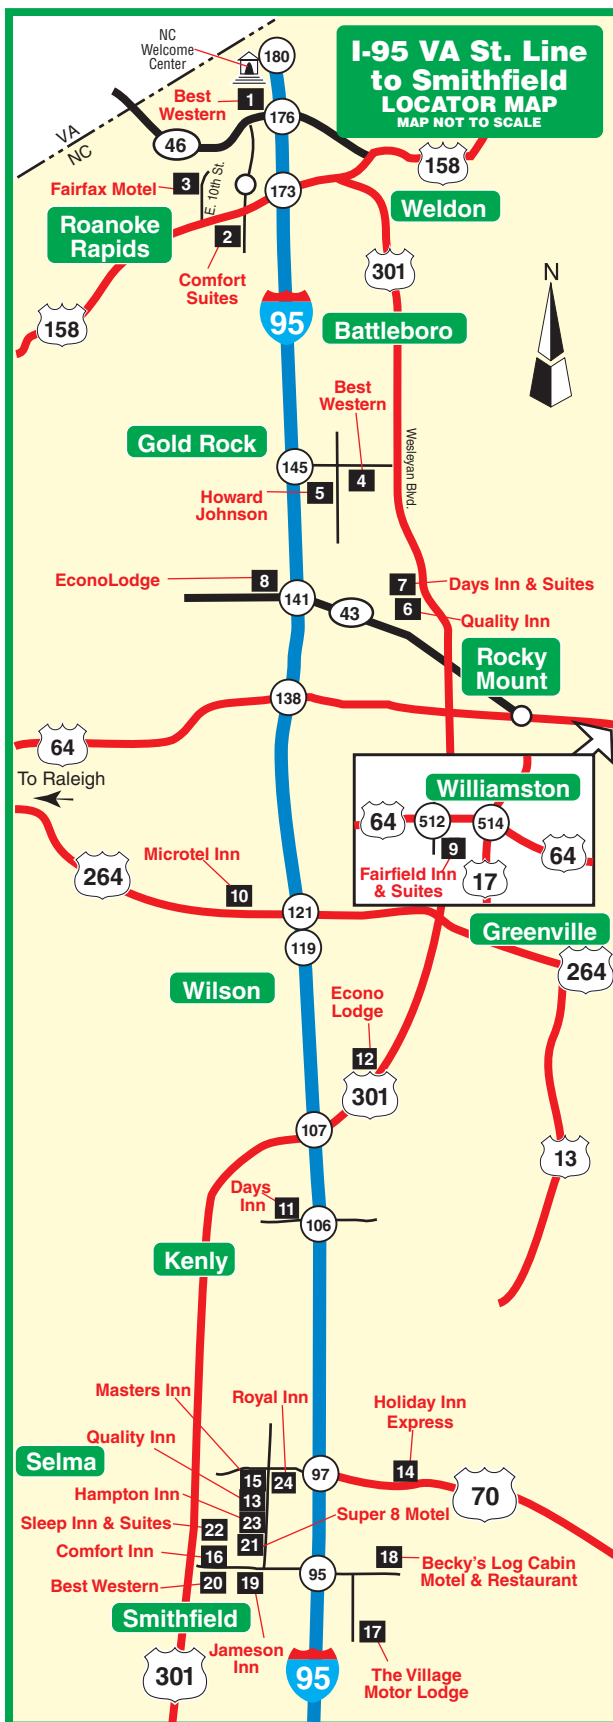 NC
Welcome
Center
180
I-95 VA St. Line
to Smithfield
LOCATOR MAP
MAP NOT TO SCALE
Best
Western
1
176
VA
NC
46
158
Fairfax Motel
3
E. 10th St.
173
Weldon
Roanoke
Rapids
2
Comfort
Suites
301
N
158
95
Battleboro
Best
Western
Gold Rock
145
4
Wesleyan Blvd.
5
Howard
Johnson
EconoLodge
8
7
Days Inn & Suites
141
43
6
Quality Inn
Rocky
Mount
138
64
To Raleigh
Williamston
64
512
514
9
64
Fairfield Inn
& Suites
17
264
Microtel Inn
10
121
119
Greenville
264
Wilson
Econo
Lodge
12
301
107
13
Days
Inn
11
106
Kenly
Masters Inn
Royal Inn
Holiday Inn
Express
Quality Inn
Selma
15
24
97
14
70
Hampton Inn
13
23
Super 8 Motel
Sleep Inn & Suites
22
21
Comfort Inn
16
95
18
Becky's Log Cabin
Motel & Restaurant
Best Western
20
19
Smithfield
17
Jameson
Inn
301
95
The Village
Motor Lodge